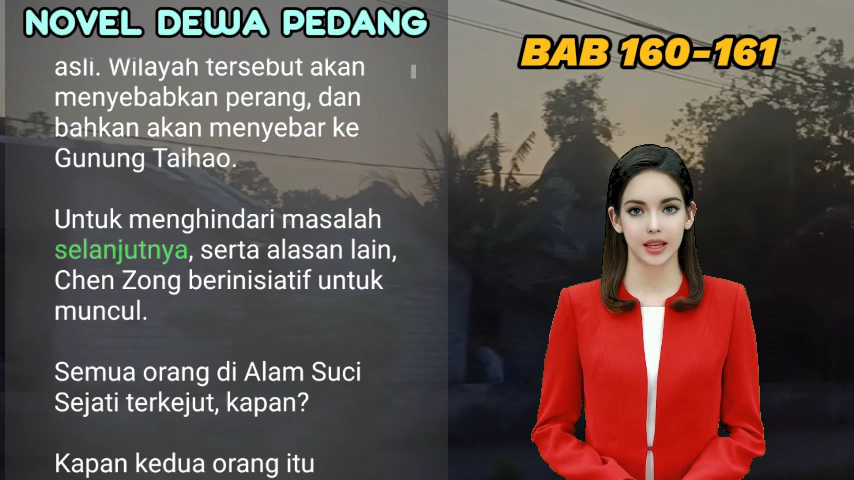 NOVEL DEWA PEDANG
BAB 160-161
asli. Wilayah tersebut akan
menyebabkan perang, dan
bahkan akan menyebar ke
Gunung Taihao.
Untuk menghindari masalah
selanjutnya, serta alasan lain,
Chen Zong berinisiatif untuk
muncul.
Semua orang di Alam Suci
Sejati terkejut, kapan?
Kapan kedua orang itu